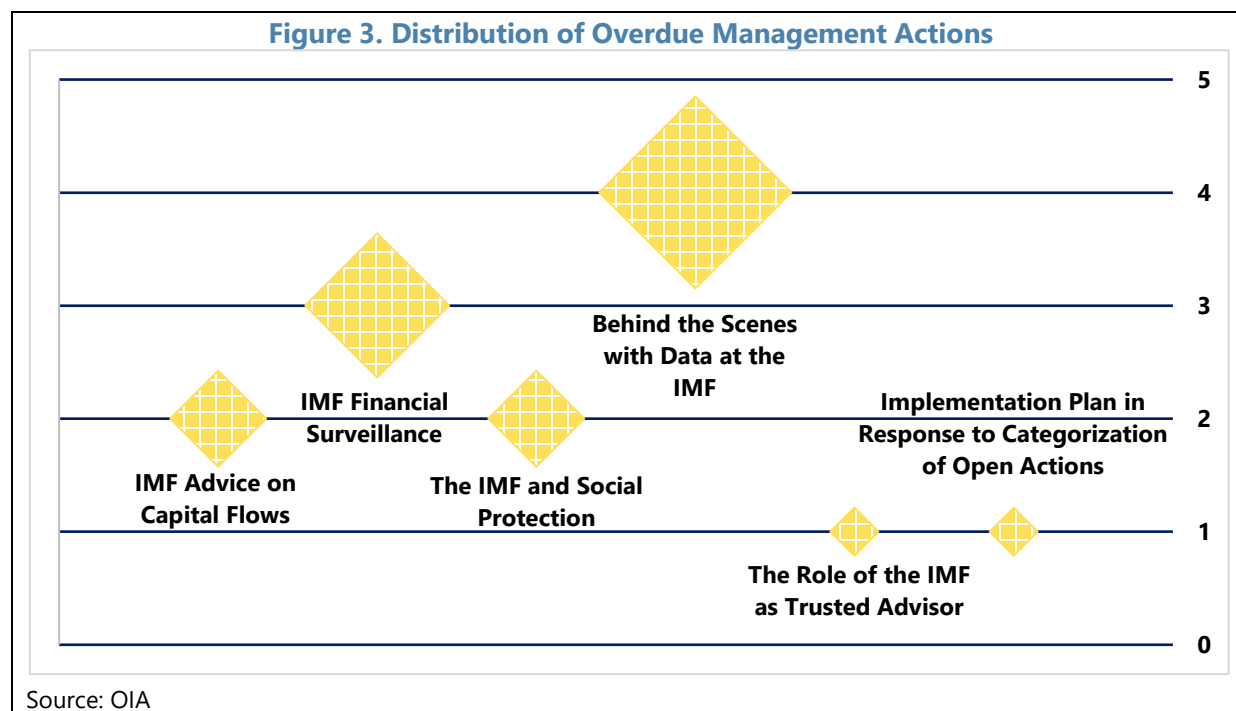 Figure 3. Distribution of Overdue Management Actions
5
4
3
Behind the Scenes
with Data at the
IMF
IMF Financial
Surveillance
Implementation Plan in
Response to Categorization
of Open Actions
2
IMF Advice on
Capital Flows
The IMF and Social
Protection
1
The Role of the IMF
as Trusted Advisor
0
Source: OIA